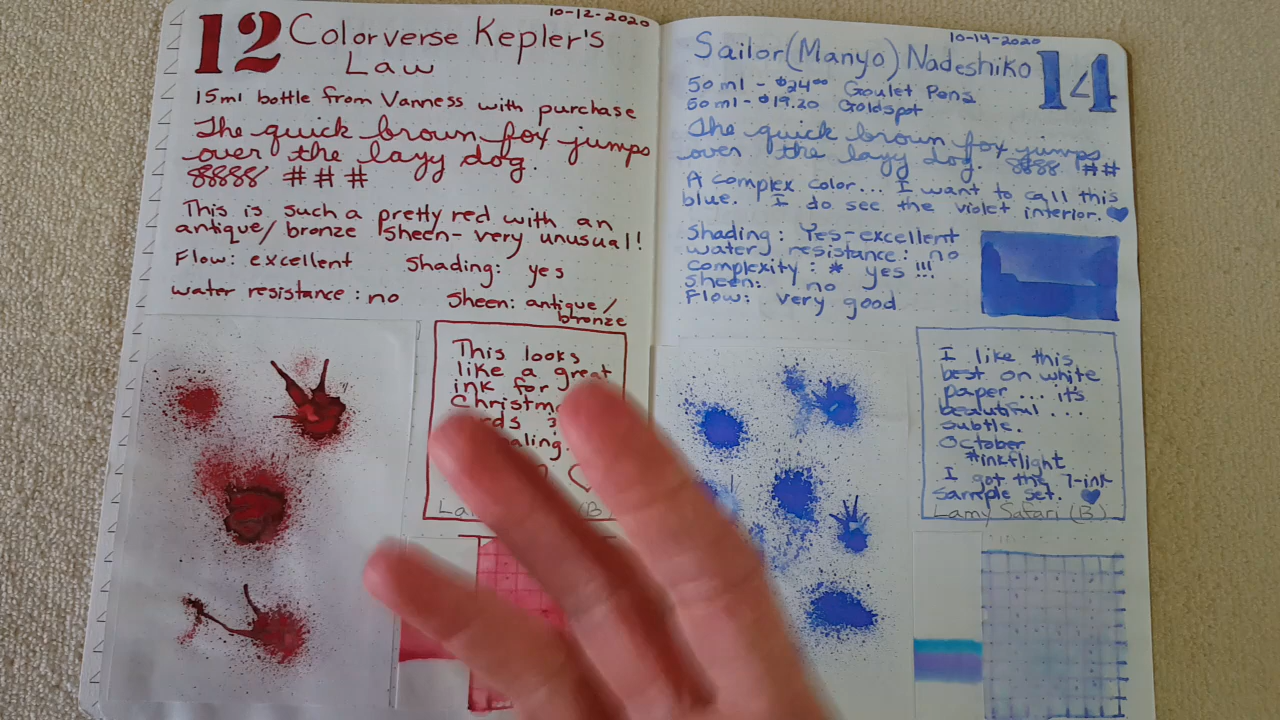 10-12-2020
12 Colorverse Kepler's
Law
15ml bottle from Vanness with purchase
The quick brown fox jumps
over the lazy dog.
8888 ###
This is such a pretty red with an
antique/bronze sheen- very unusual!
Flow: excellent Shading: yes
water resistance: no Sheen: antique/
bronze
This looks
like a great
ink for
10-14-2020
Sailor (Manyo) Nadeshiko 14
50ml - $24.00 Goulet Pens
50ml - $19.20 Goldspot
The quick brown fox jumps
over the lazy dog. 8888 ##
A complex color... I want to call this
blue. I do see the violet interior.
Shading: Yes-excellent
water resistance: no
complexity: * yes !!!
Sheen: no
Flow: very good
I like this
best on white
paper... it's
beautiful...
subtle.
October
#inkflight
I got the 7-ink
sample set.
Lamy Safari (B)